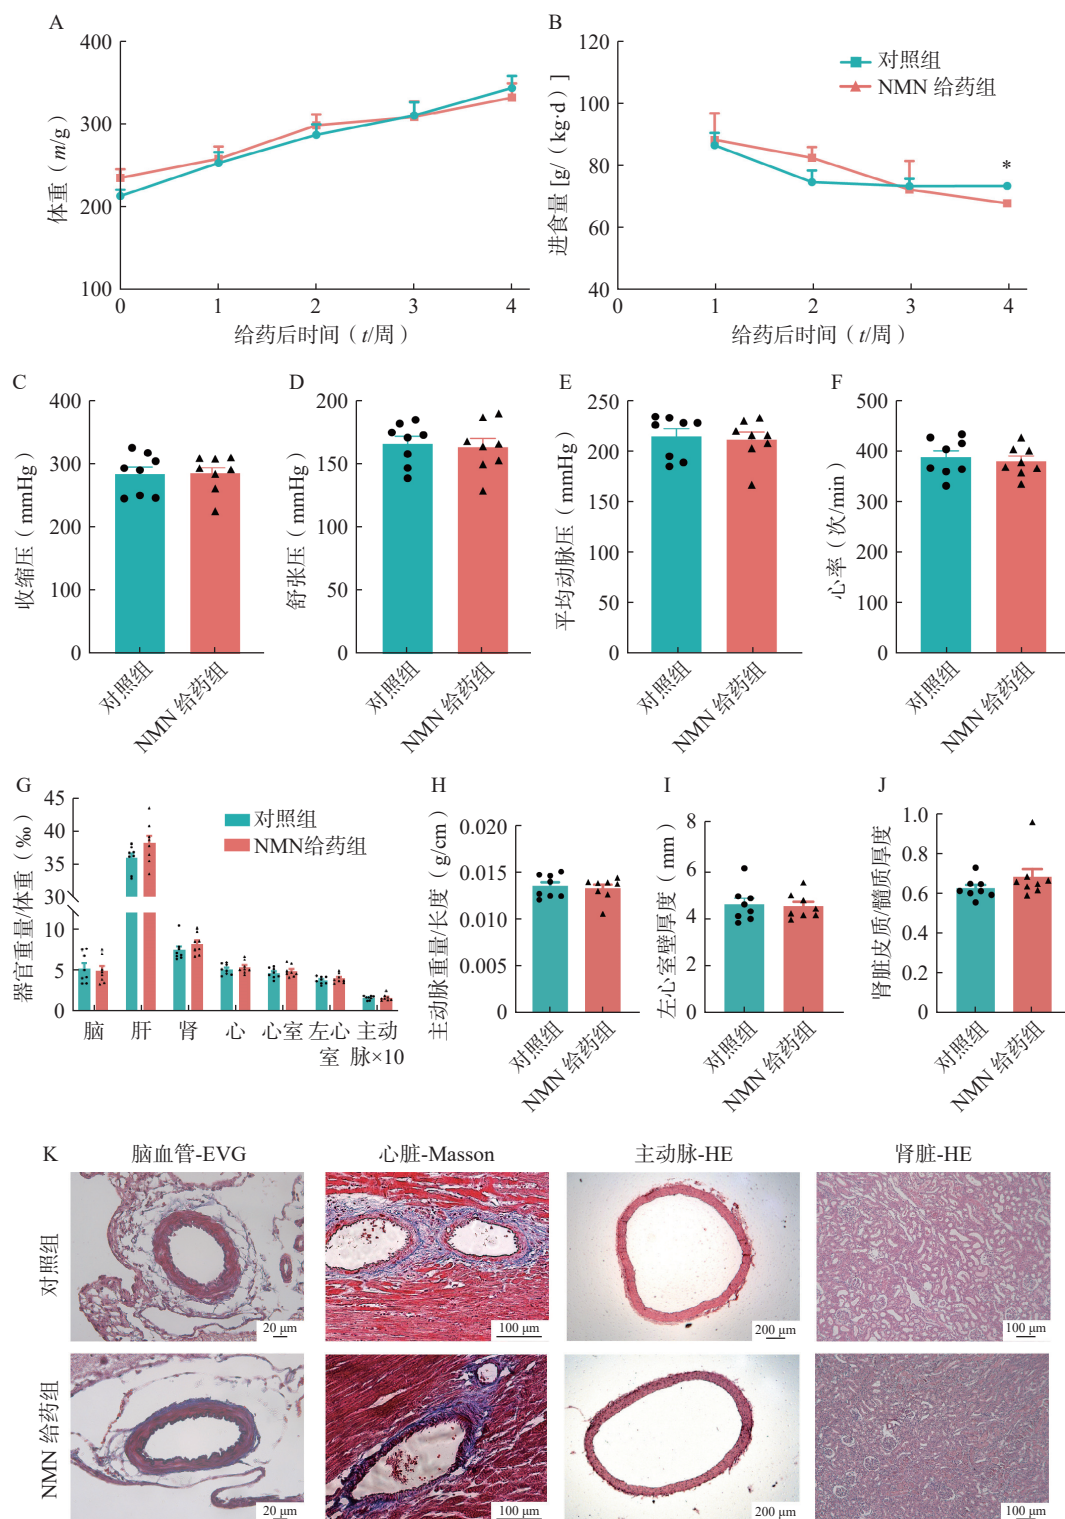 A
400
300
200
100
体重（m/g）
0
1
2
3
4
给药后时间（t/周）
B
120
100
80
60
40
进食量 [g/（kg·d）]
对照组
NMN 给药组
*
0
1
2
3
4
给药后时间（t/周）
C
400
300
200
100
0
收缩压（mmHg）
对照组
NMN 给药组
D
200
150
100
50
0
舒张压（mmHg）
对照组
NMN 给药组
E
250
200
150
100
50
0
平均动脉压（mmHg）
对照组
NMN 给药组
F
500
400
300
200
100
0
心率（次/min）
对照组
NMN 给药组
G
45
40
35
30
10
5
0
器官重量/体重（‰）
对照组
NMN给药组
脑
肝
肾
心
心室
左心
室
主动
脉×10
H
0.020
0.015
0.010
0.005
0
主动脉重量/长度（g/cm）
对照组
NMN 给药组
I
8
6
4
2
0
左心室壁厚度（mm）
对照组
NMN 给药组
J
1.0
0.8
0.6
0.4
0.2
0
肾脏皮质/髓质厚度
对照组
NMN 给药组
K
脑血管-EVG
心脏-Masson
主动脉-HE
肾脏-HE
对照组
20 μm
100 μm
200 μm
100 μm
NMN 给药组
20 μm
100 μm
200 μm
100 μm